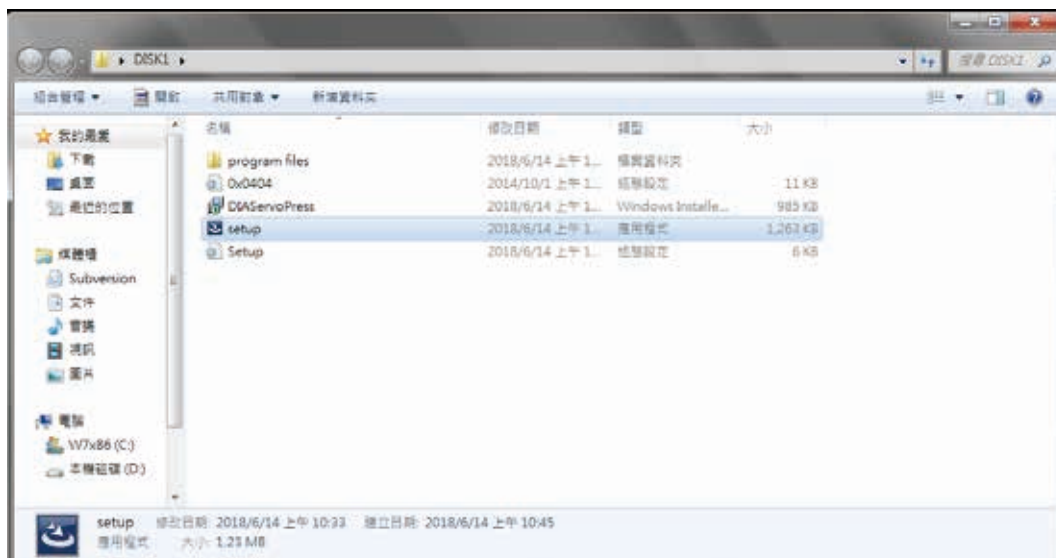 DISK1
搜尋 DISK1
組合管理 開啟 共用對象 新增資料夾
我的最愛
下載
桌面
最近的位置
媒體櫃
Subversion
文件
音樂
視訊
圖片
電腦
W7x86 (C:)
本機磁碟 (D:)
名稱 修改日期 類型 大小
program files 2018/6/14 上午 1... 檔案資料夾
0x0404 2014/10/1 上午 1... 組態設定 11 KB
DIAServoPress 2018/6/14 上午 1... Windows Installe... 985 KB
setup 2018/6/14 上午 1... 應用程式 1,263 KB
Setup 2018/6/14 上午 1... 組態設定 6 KB
setup 修改日期: 2018/6/14 上午 10:33 建立日期: 2018/6/14 上午 10:45
應用程式 大小: 1.23 MB